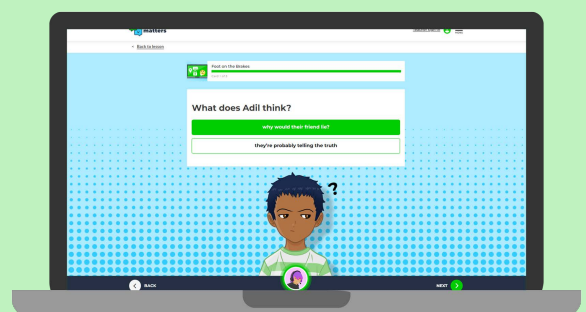 matters
Back to lesson
Foot on the Brakes
What does Adil think?
why would their friend lie?
they're probably telling the truth
?
BACK
NEXT